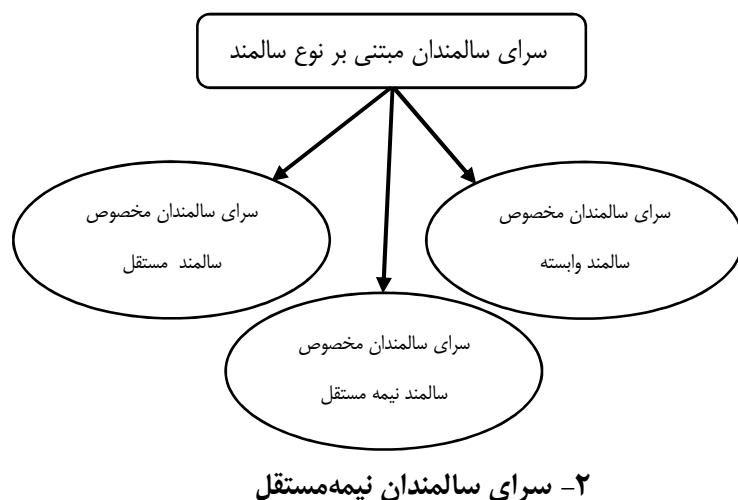 سرای سالمندان مبتنی بر نوع سالمند
سرای سالمندان مخصوص
سالمند وابسته
سرای سالمندان مخصوص
سالمند مستقل
سرای سالمندان مخصوص
سالمند نیمه مستقل
۲- سرای سالمندان نیمه‌مستقل